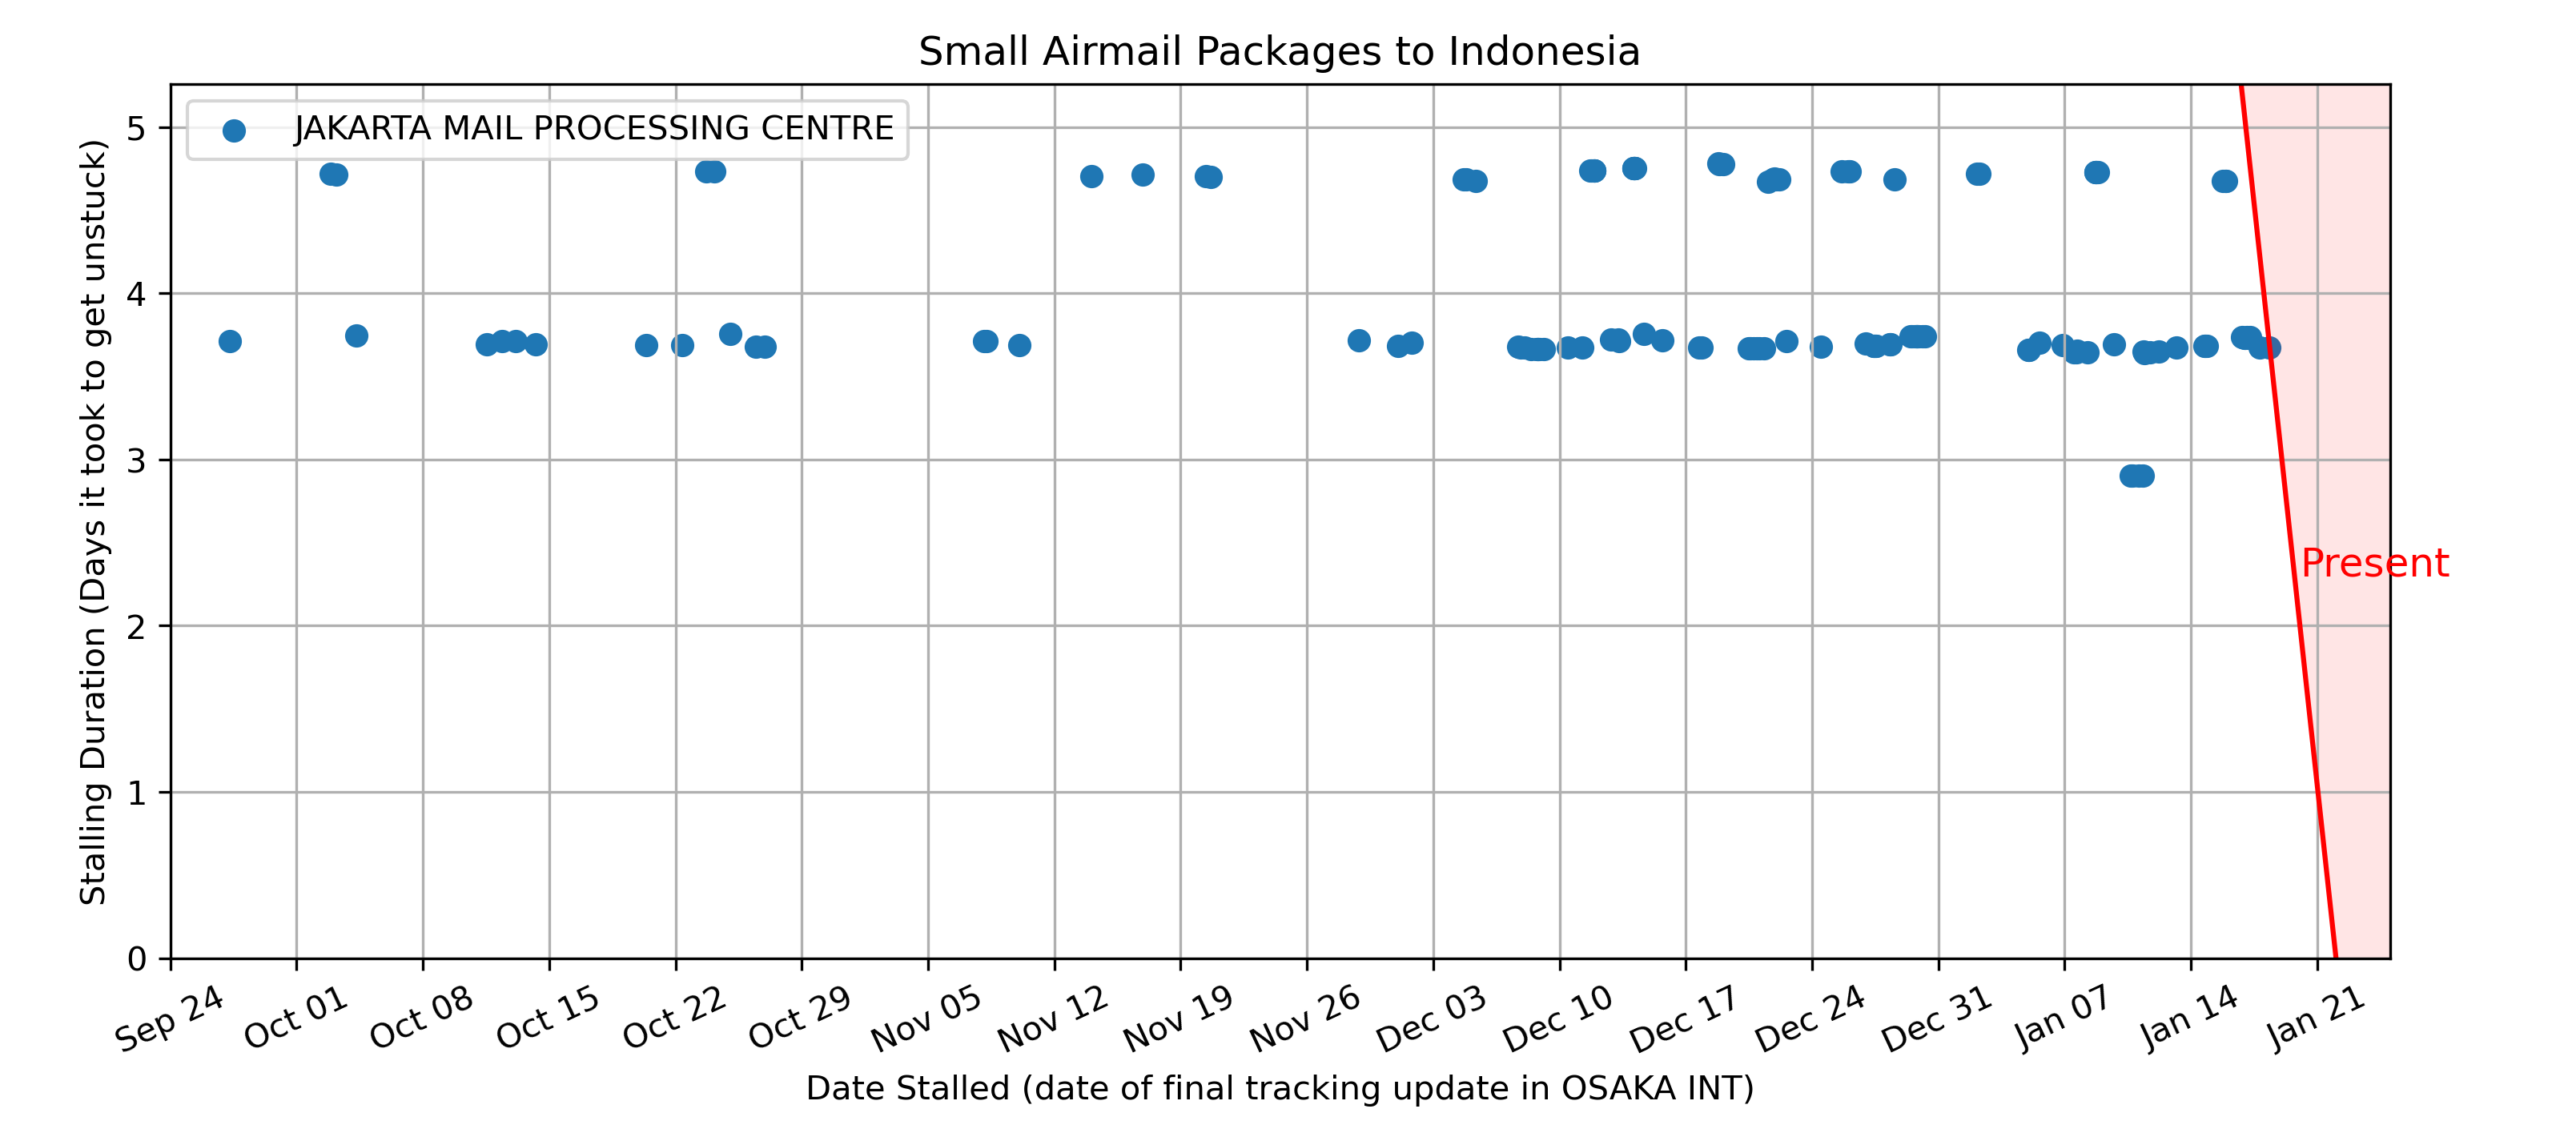 Small Airmail Packages to Indonesia
JAKARTA MAIL PROCESSING CENTRE
Stalling Duration (Days it took to get unstuck)
5
4
3
2
1
0
Present
Sep 24
Oct 01
Oct 08
Oct 15
Oct 22
Oct 29
Nov 05
Nov 12
Nov 19
Nov 26
Dec 03
Dec 10
Dec 17
Dec 24
Dec 31
Jan 07
Jan 14
Jan 21
Date Stalled (date of final tracking update in OSAKA INT)